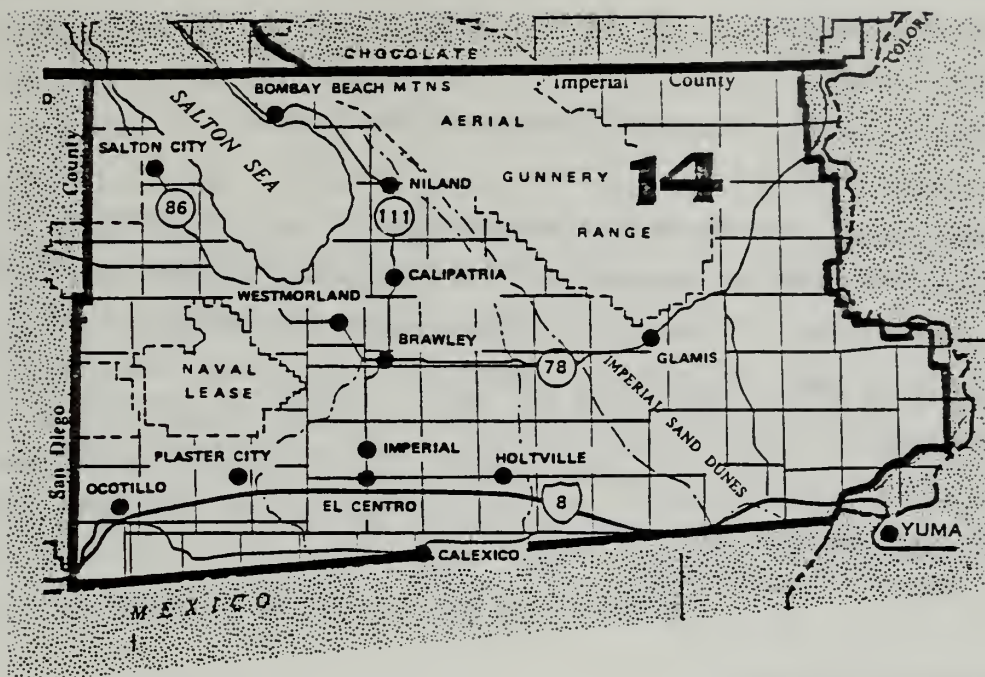 CHOCOLATE
COLORA
BOMBAY BEACH MTNS
Imperial County
D
SALTON SEA
AERIAL
SALTON CITY
County
14
NILAND
GUNNERY
86
111
RANGE
CALIPATRIA
WESTMORLAND
BRAWLEY
GLAMIS
78
NAVAL
LEASE
IMPERIAL SAND DUNES
San Diego
IMPERIAL
PLASTER CITY
HOLTVILLE
OCOTILLO
EL CENTRO
8
YUMA
CALEXICO
MEXICO